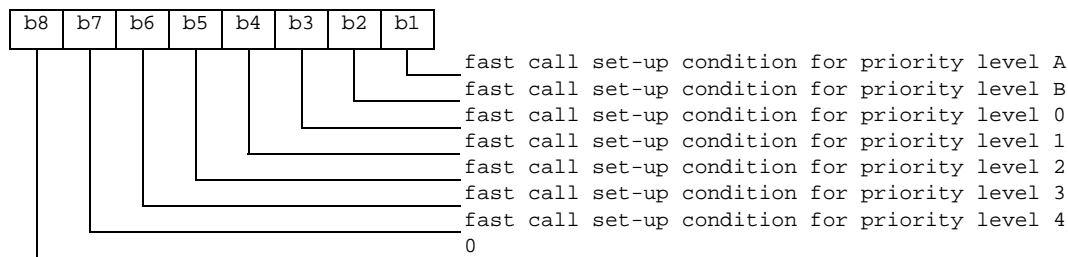 b8 b7 b6 b5 b4 b3 b2 b1
fast call set-up condition for priority level A
fast call set-up condition for priority level B
fast call set-up condition for priority level 0
fast call set-up condition for priority level 1
fast call set-up condition for priority level 2
fast call set-up condition for priority level 3
fast call set-up condition for priority level 4
0